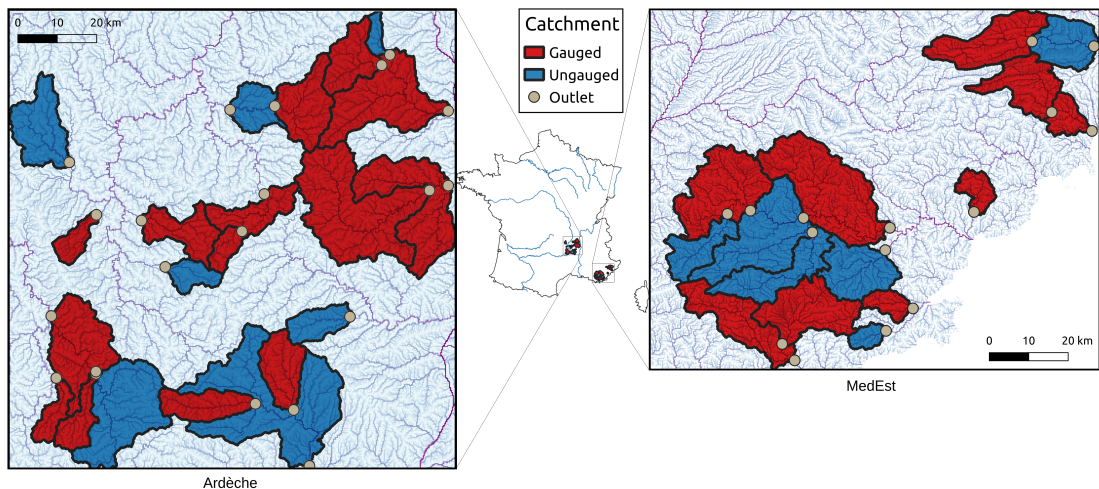 0 10 20 km
Catchment
Gauged
Ungauged
Outlet
0 10 20 km
MedEst
Ardèche